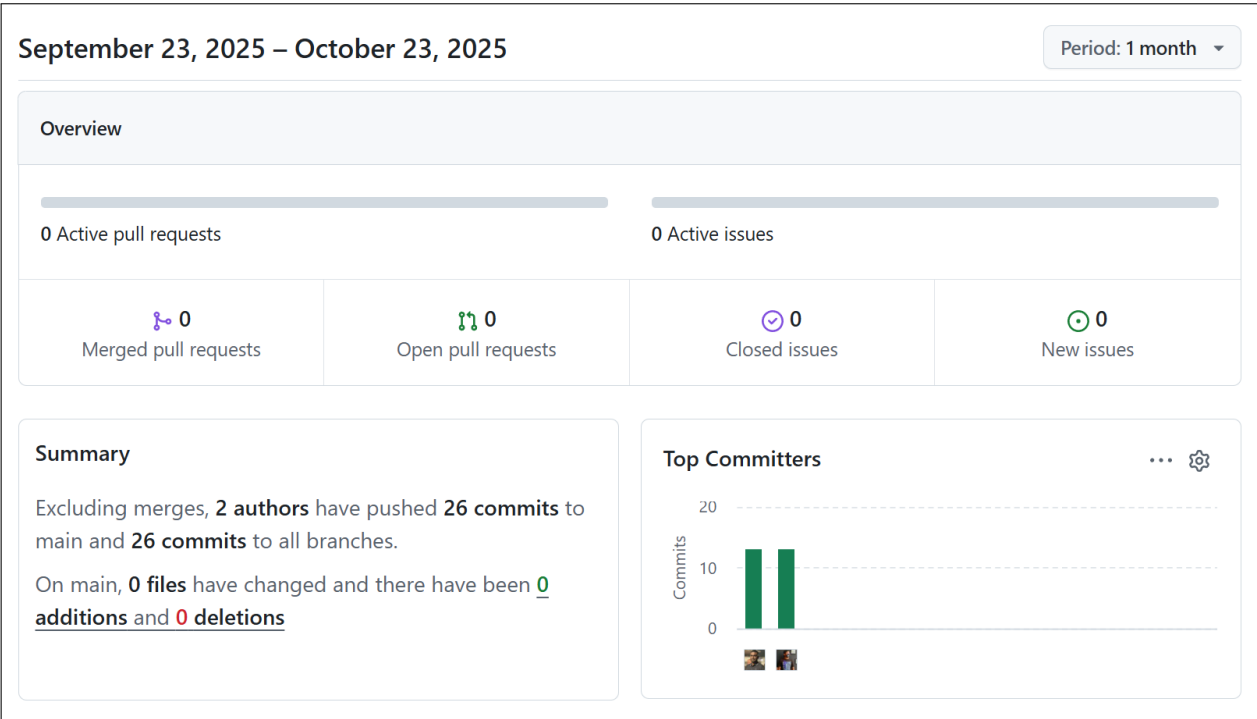 September 23, 2025 – October 23, 2025
Period: 1 month
Overview
0 Active pull requests
0 Active issues
0
Merged pull requests
0
Open pull requests
0
Closed issues
0
New issues
Summary
Excluding merges, 2 authors have pushed 26 commits to
main and 26 commits to all branches.
On main, 0 files have changed and there have been 0
additions and 0 deletions
Top Committers
Commits
20
10
0